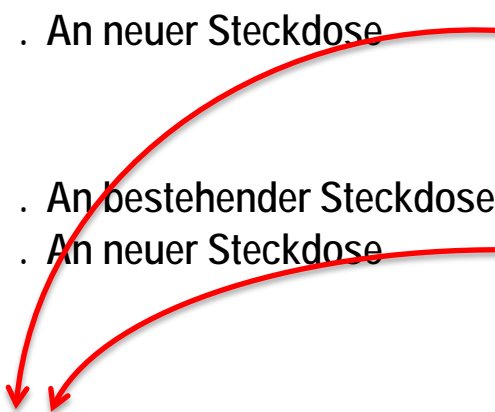 . An neuer Steckdose
. An bestehender Steckdose
. An neuer Steckdose